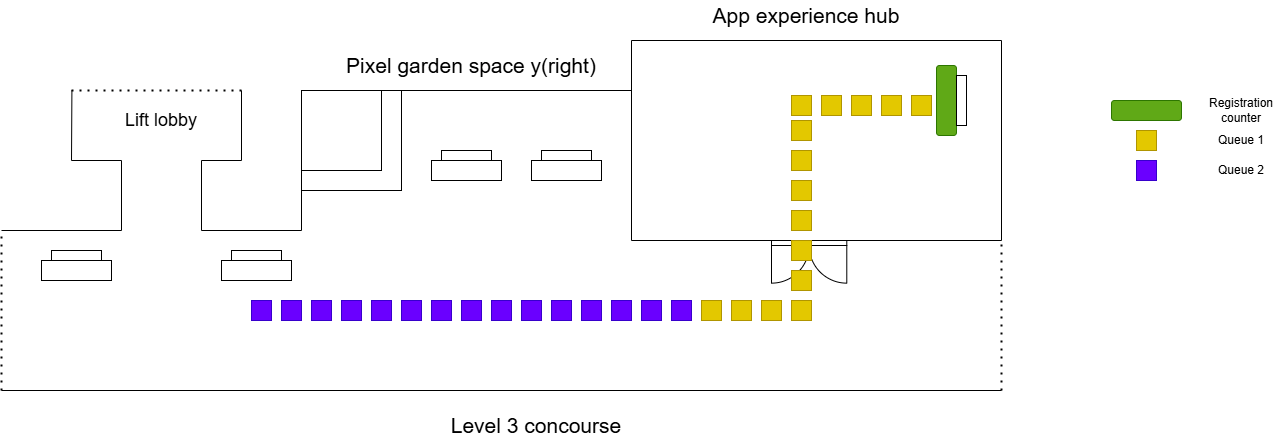 App experience hub
Pixel garden space y(right)
Lift lobby
Registration
counter
Queue 1
Queue 2
Level 3 concourse